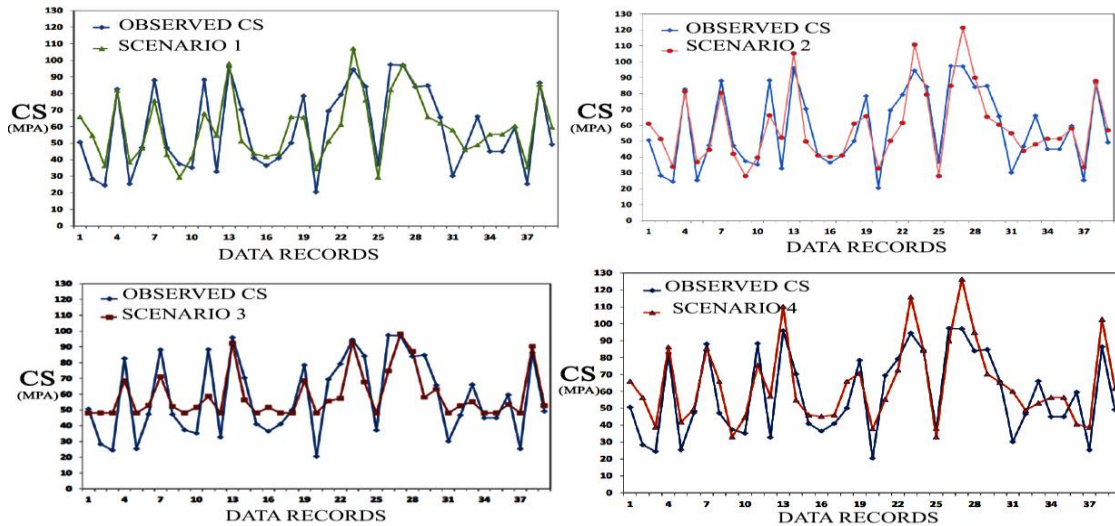 130
120
110
100
90
80
70
60
50
40
30
20
10
0
CS
(MPA)
OBSERVED CS
SCENARIO 1
1 4 7 10 13 16 19 22 25 28 31 34 37
DATA RECORDS
130
120
110
100
90
80
70
60
50
40
30
20
10
0
CS
(MPA)
OBSERVED CS
SCENARIO 2
1 4 7 10 13 16 19 22 25 28 31 34 37
DATA RECORDS
130
120
110
100
90
80
70
60
50
40
30
20
10
0
CS
(MPA)
OBSERVED CS
SCENARIO 3
1 4 7 10 13 16 19 22 25 28 31 34 37
DATA RECORDS
130
120
110
100
90
80
70
60
50
40
30
20
10
0
CS
(MPA)
OBSERVED CS
SCENARIO 4
1 4 7 10 13 16 19 22 25 28 31 34 37
DATA RECORDS